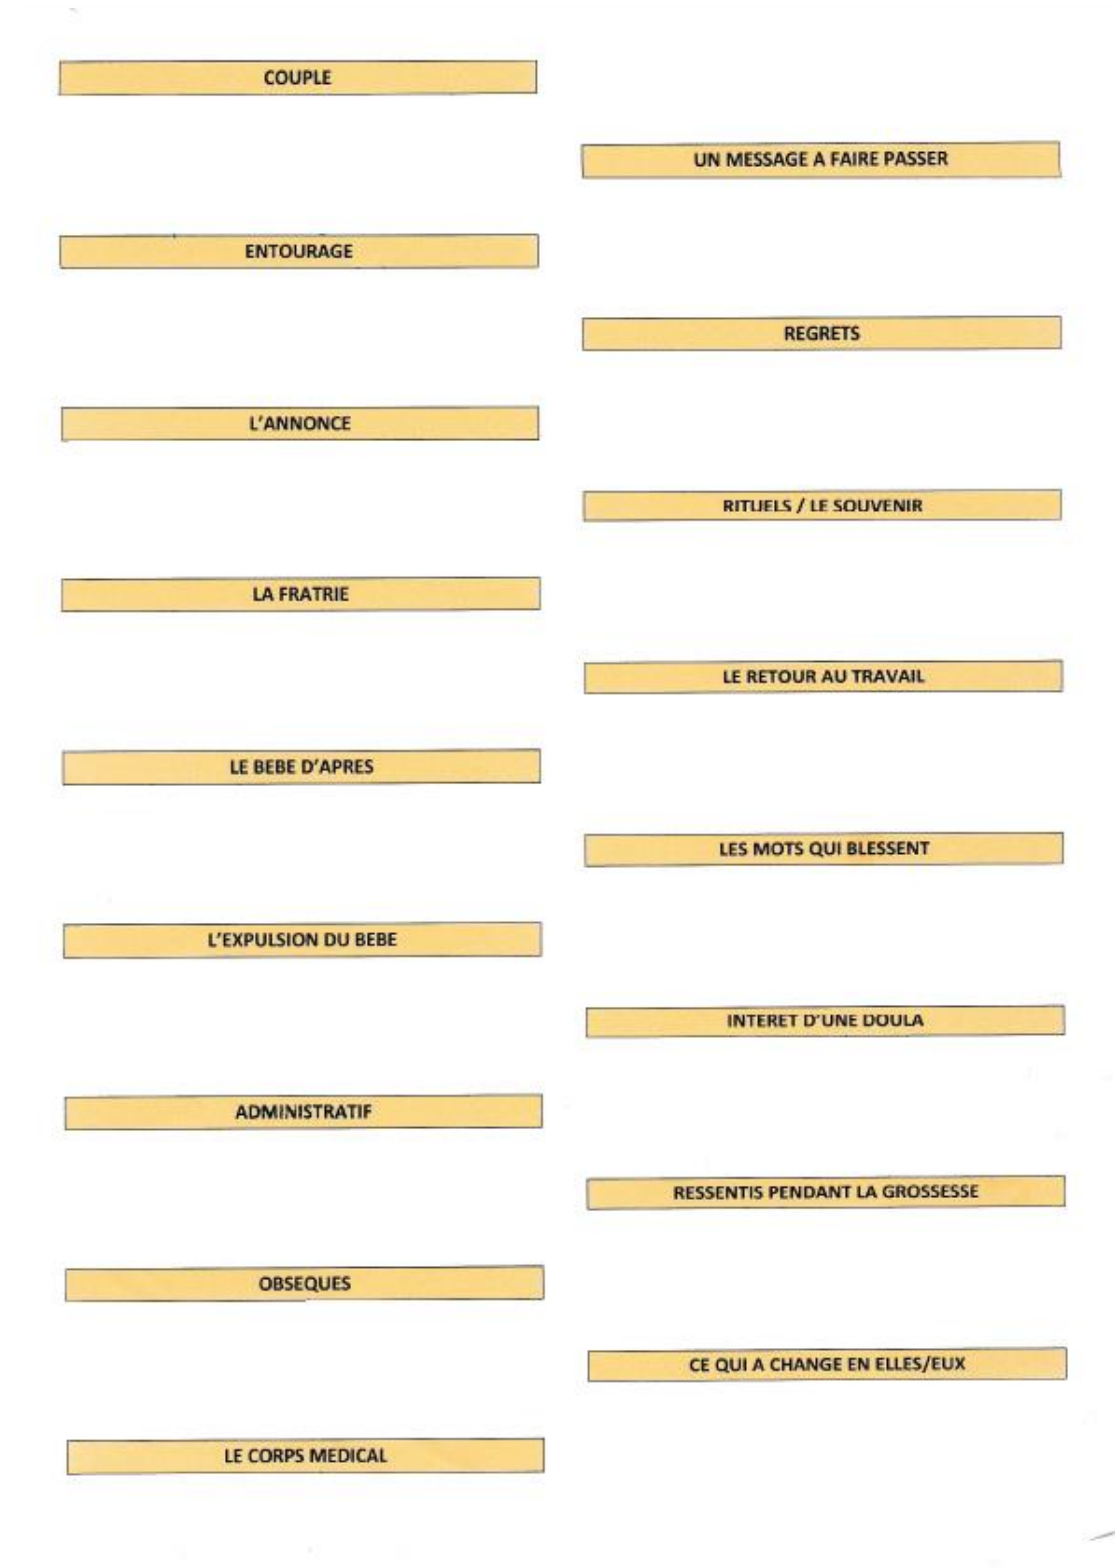 COUPLE
ENTOURAGE
L'ANNONCE
LA FRATRIE
LE BEBE D'APRES
L'EXPULSION DU BEBE
ADMINISTRATIF
OBSEQUES
LE CORPS MEDICAL
UN MESSAGE A FAIRE PASSER
REGRETS
RITUELS / LE SOUVENIR
LE RETOUR AU TRAVAIL
LES MOTS QUI BLESSENT
INTERET D'UNE DOULA
RESSENTIS PENDANT LA GROSSESSE
CE QUI A CHANGE EN ELLES/EUX